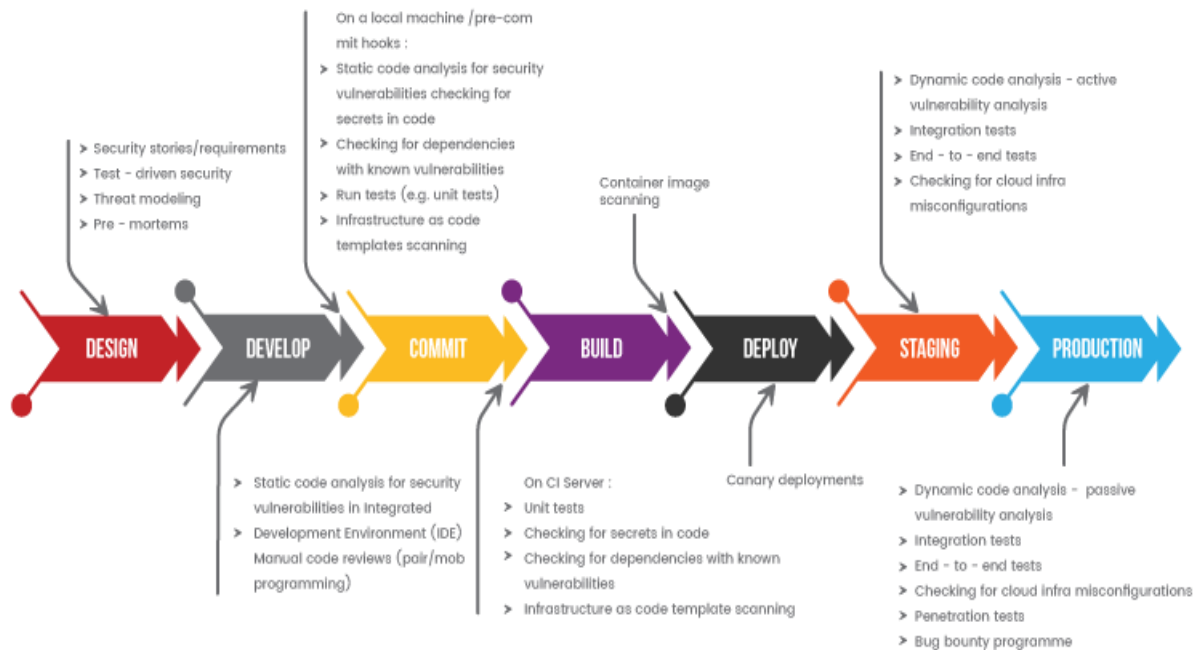 On a local machine /pre-com
mit hooks :
Static code analysis for security
vulnerabilities checking for
secrets in code
Checking for dependencies
with known vulnerabilities
Run tests (e.g. unit tests)
Infrastructure as code
templates scanning
Security stories/requirements
Test - driven security
Threat modeling
Pre - mortems
Container image
scanning
Dynamic code analysis - active
vulnerability analysis
Integration tests
End - to - end tests
Checking for cloud infra
misconfigurations
DESIGN
DEVELOP
COMMIT
BUILD
DEPLOY
STAGING
PRODUCTION
Static code analysis for security
vulnerabilities in Integrated
Development Environment (IDE)
Manual code reviews (pair/mob
programming)
On CI Server :
Unit tests
Checking for secrets in code
Checking for dependencies with known
vulnerabilities
Infrastructure as code template scanning
Canary deployments
Dynamic code analysis - passive
vulnerability analysis
Integration tests
End - to - end tests
Checking for cloud infra misconfigurations
Penetration tests
Bug bounty programme